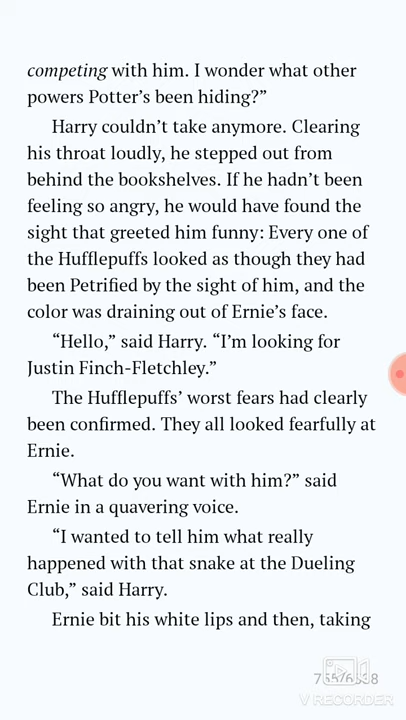 competing with him. I wonder what other
powers Potter’s been hiding?”
Harry couldn’t take anymore. Clearing
his throat loudly, he stepped out from
behind the bookshelves. If he hadn’t been
feeling so angry, he would have found the
sight that greeted him funny: Every one of
the Hufflepuffs looked as though they had
been Petrified by the sight of him, and the
color was draining out of Ernie’s face.
“Hello,” said Harry. “I’m looking for
Justin Finch-Fletchley.”
The Hufflepuffs’ worst fears had clearly
been confirmed. They all looked fearfully at
Ernie.
“What do you want with him?” said
Ernie in a quavering voice.
“I wanted to tell him what really
happened with that snake at the Dueling
Club,” said Harry.
Ernie bit his white lips and then, taking
V RECORDER